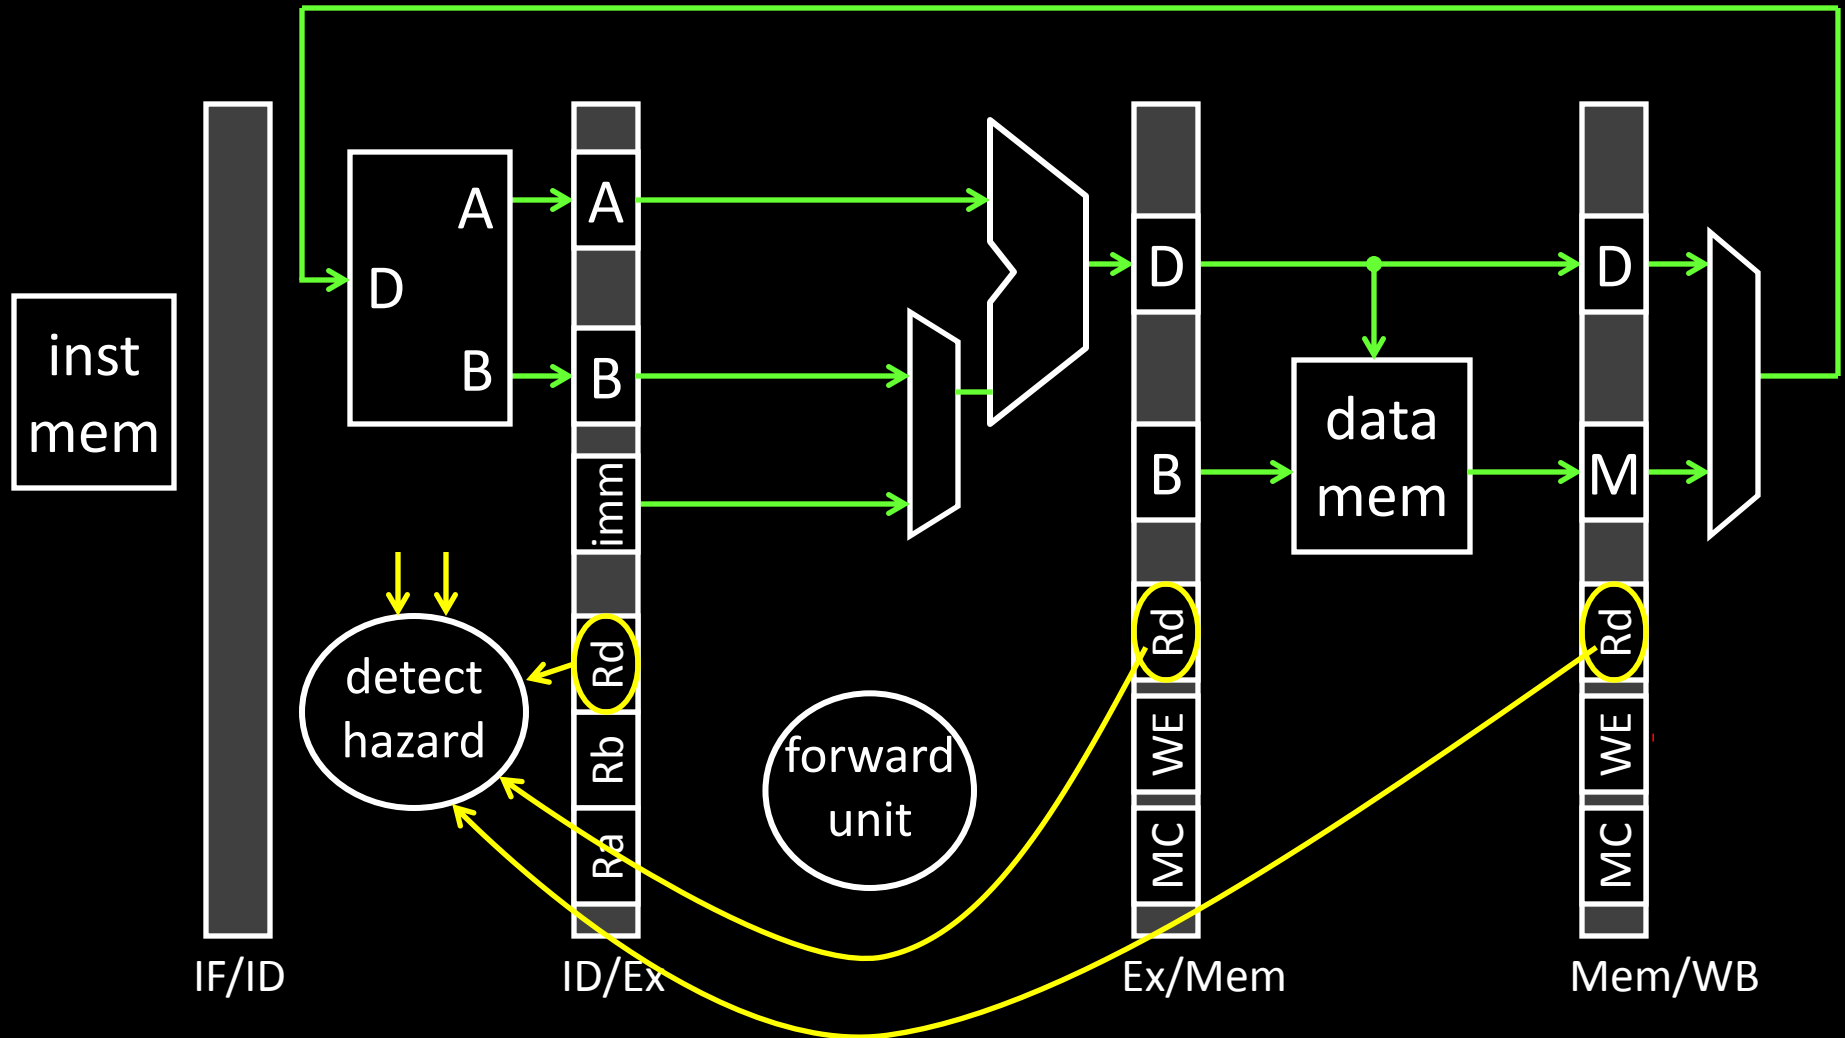 inst
mem
A
D
B
A
B
imm
Rd
Rb
Ra
detect
hazard
forward
unit
D
B
Rd
WE
MC
data
mem
D
M
Rd
WE
MC
IF/ID
ID/Ex
Ex/Mem
Mem/WB